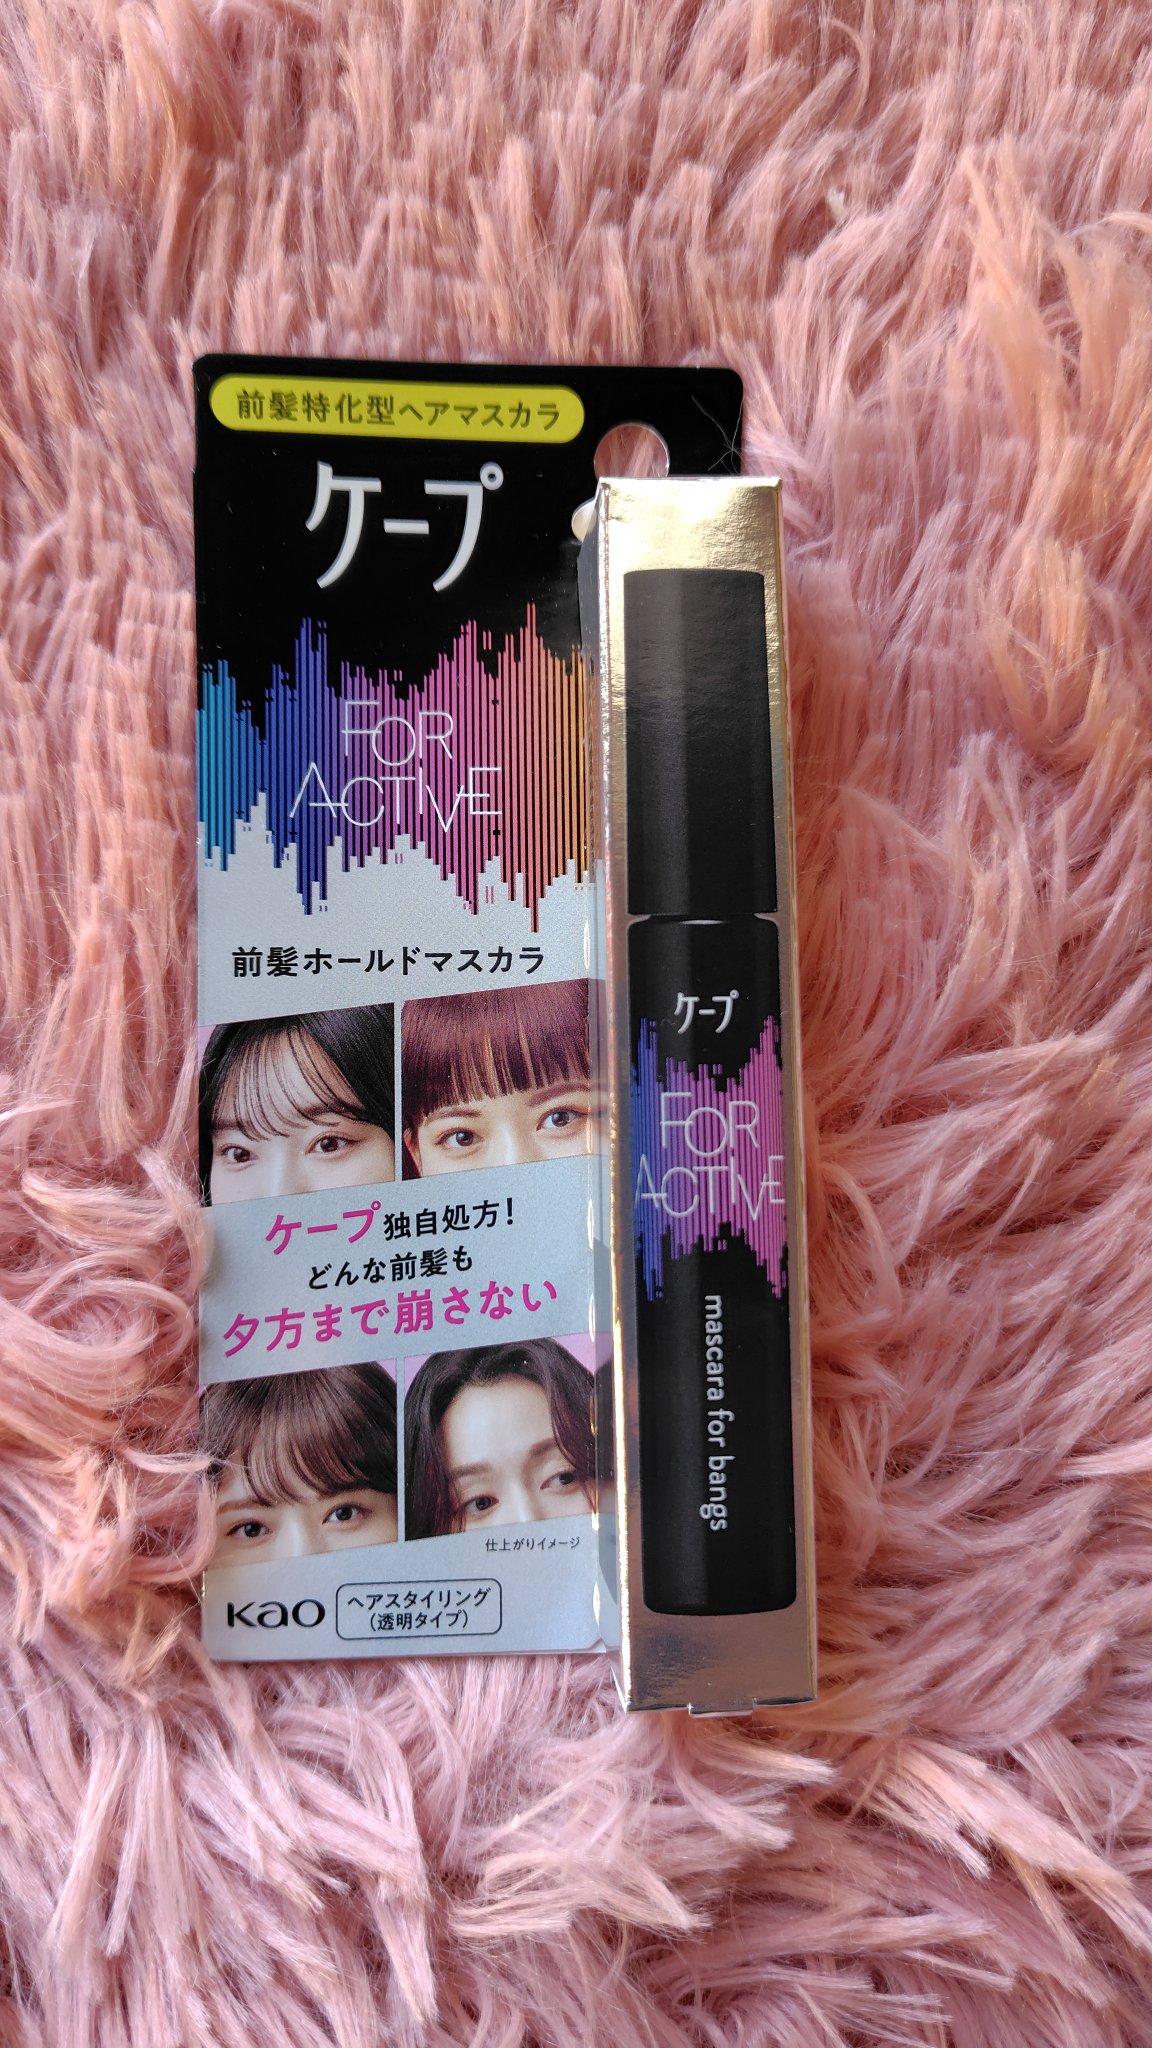 前髪特化型ヘアマスカラ
ケープ
FOR
ACTIVE
前髪ホールドマスカラ
ケープ独自処方!
どんな前髪も
夕方まで崩さない
仕上がりイメージ
Kao
ヘアスタイリング
(透明タイプ)
ケープ
FOR
ACTIVE
mascara for bangs